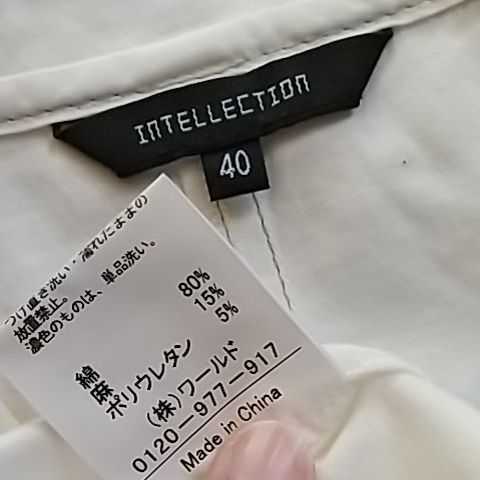 INTELLECTION
40
つけ置き洗い・濡れたままの
放置禁止。
濃色のものは、単品洗い。
綿 80%
麻 15%
ポリウレタン 5%
(株)ワールド
0120-977-917
Made in China